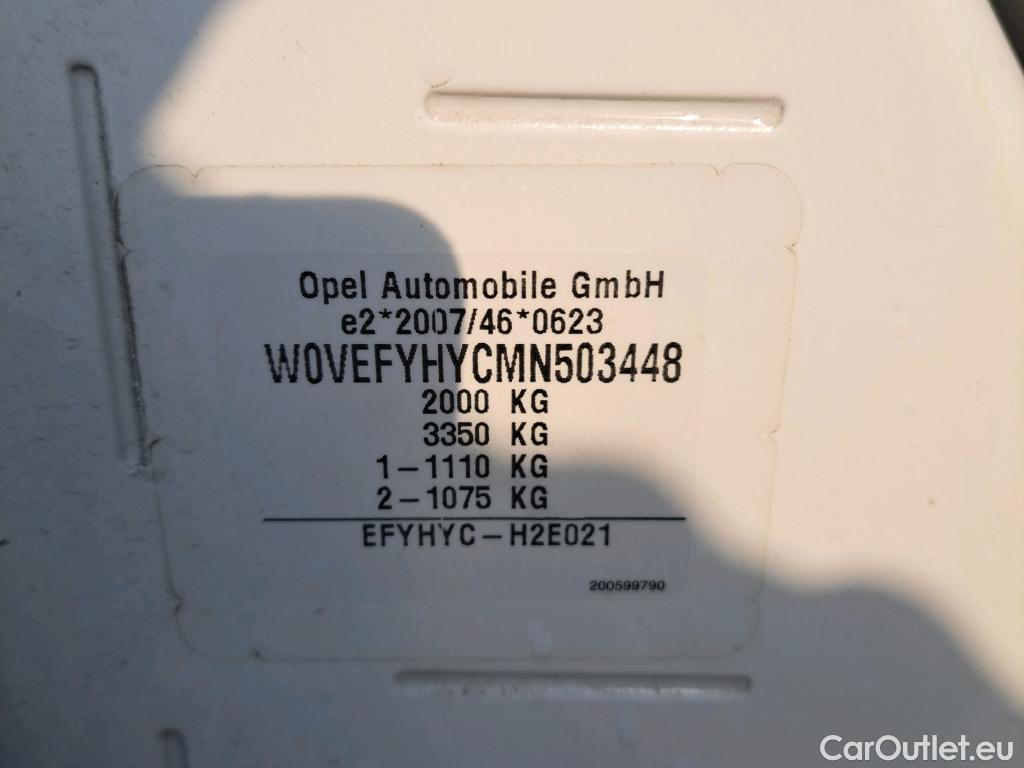 Opel Automobile GmbH
e2*2007/46*0623
W0VEFYHYCMN503448
2000 KG
3350 KG
1-1110 KG
2-1075 KG
EFYHYC-H2E021
200599790
CarOutlet.eu